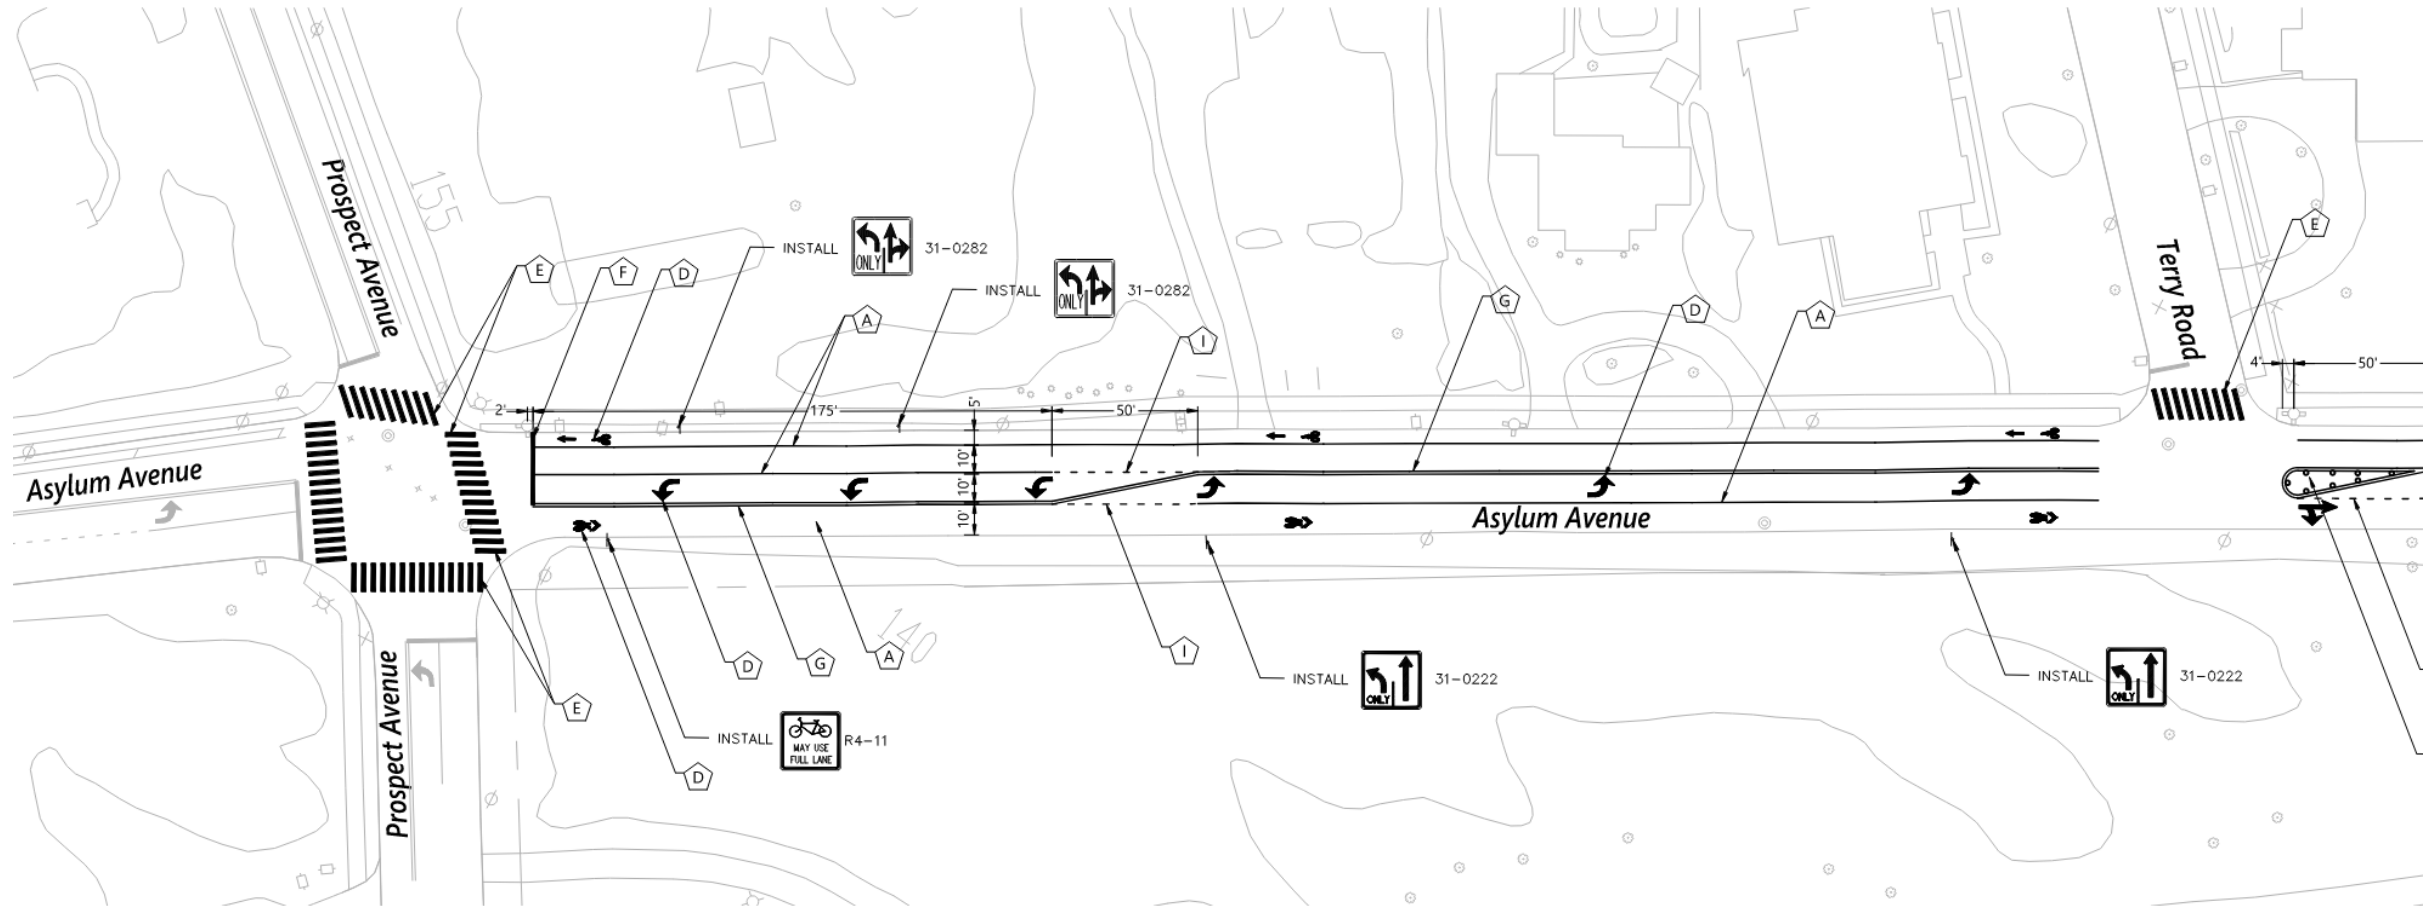 Prospect Avenue
155
Terry Road
E
INSTALL
ONLY
31-0282
E
F
D
INSTALL
ONLY
31-0282
G
D
A
A
I
4'
50'
2'
175'
5'
50'
10'
10'
10'
Asylum Avenue
Asylum Avenue
140
D
G
A
I
INSTALL
ONLY
31-0222
INSTALL
ONLY
31-0222
Prospect Avenue
E
INSTALL
MAY USE
FULL LANE
R4-11
D